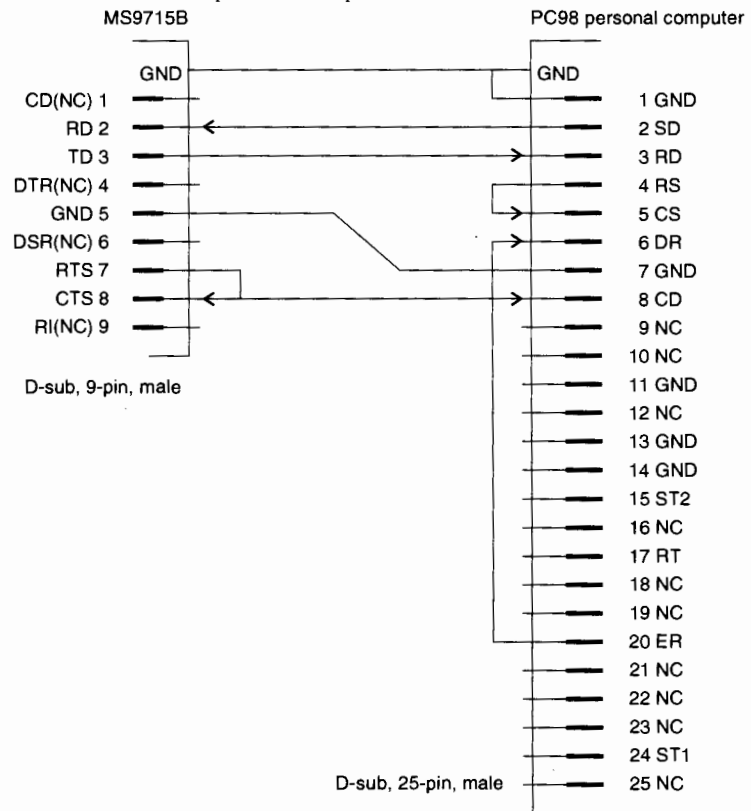 MS9715B
PC98 personal computer
GND
GND
CD(NC) 1
1 GND
RD 2
2 SD
TD 3
3 RD
DTR(NC) 4
4 RS
GND 5
5 CS
DSR(NC) 6
6 DR
RTS 7
7 GND
CTS 8
8 CD
RI(NC) 9
9 NC
10 NC
D-sub, 9-pin, male
11 GND
12 NC
13 GND
14 GND
15 ST2
16 NC
17 RT
18 NC
19 NC
20 ER
21 NC
22 NC
23 NC
24 ST1
D-sub, 25-pin, male
25 NC